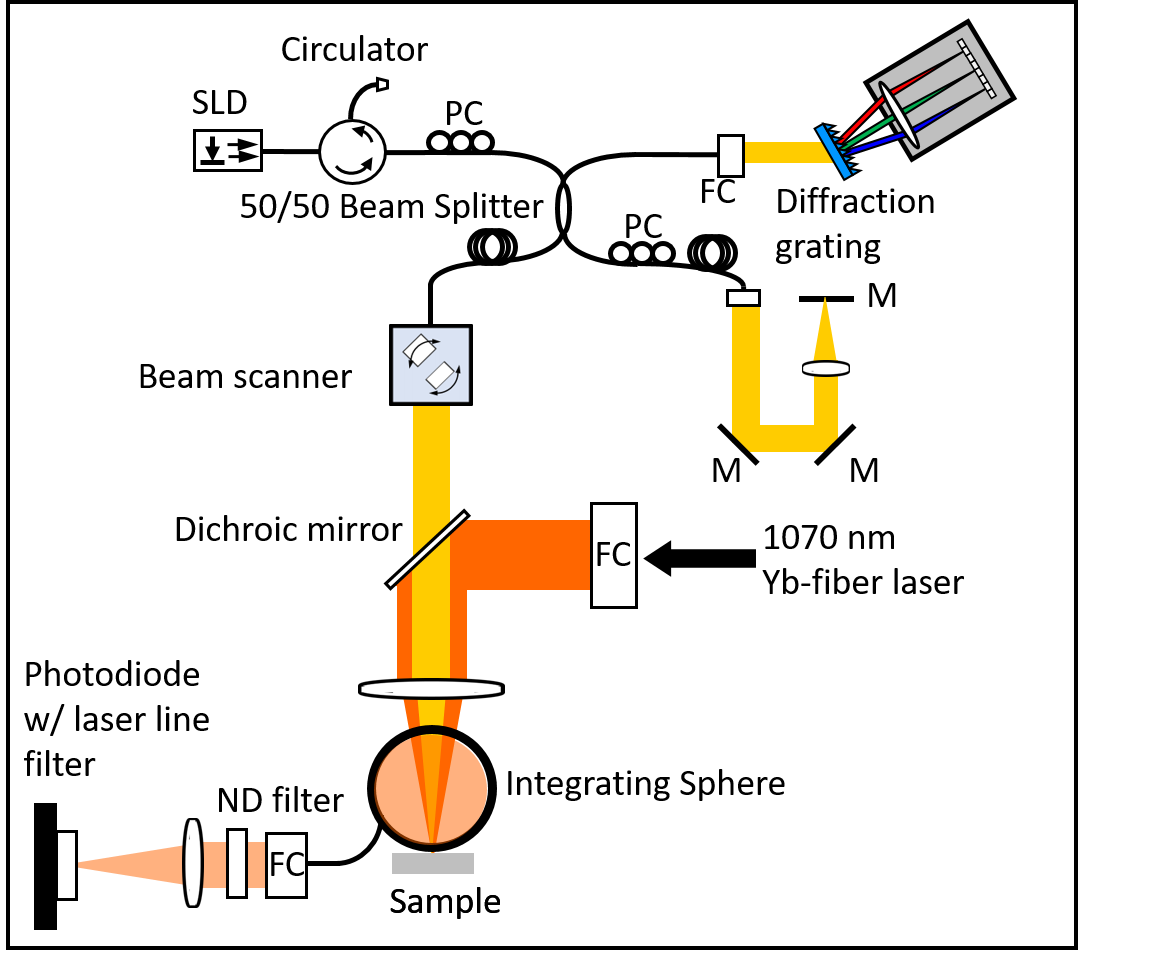 Circulator
SLD
PC
50/50 Beam Splitter
FC
Diffraction
grating
PC
M
Beam scanner
M
M
Dichroic mirror
FC
1070 nm
Yb-fiber laser
Photodiode
w/ laser line
filter
ND filter
Integrating Sphere
FC
Sample